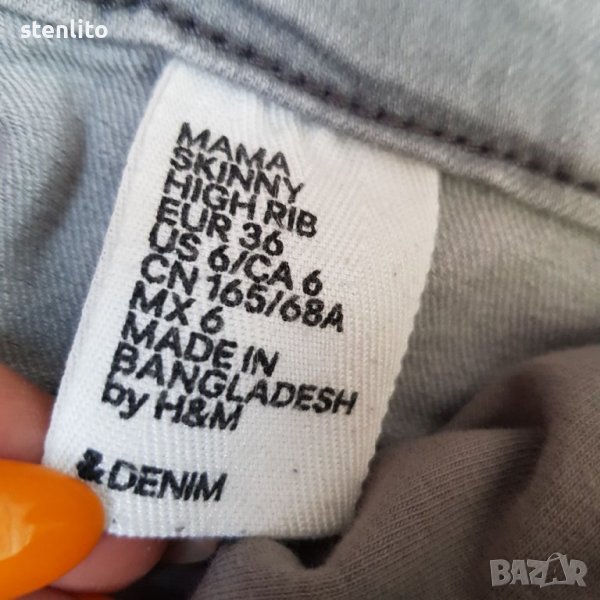 stenlito
MAMA
SKINNY
HIGH RIB
EUR 36
US 6/CA 6
CN 165/68A
MX 6
MADE IN
BANGLADESH
by H&M
&DENIM
BAZAR